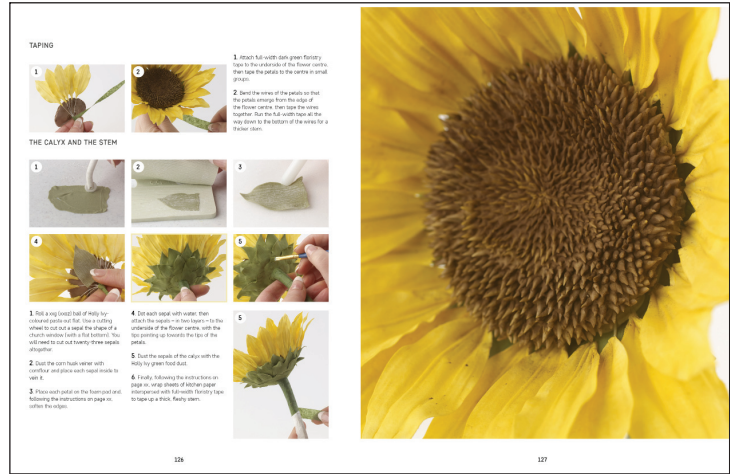 TAPING
1
2
1. Attach full-width dark green floristry
tape to the underside of the flower centre,
then tape the petals to the centre in small
groups.
2. Bend the wires of the petals so that
the petals emerge from the edge of
the flower centre, then tape the wires
together. Run the full-width tape all the
way down to the bottom of the wires for a
thicker stem.
THE CALYX AND THE STEM
1
2
3
4
5
5
1. Roll a xxg (xxoz) ball of Holly Ivy-
coloured paste out flat. Use a cutting
wheel to cut out a sepal the shape of a
church window (with a flat bottom). You
will need to cut out twenty-three sepals
altogether.
2. Dust the corn husk veiner with
cornflour and place each sepal inside to
vein it.
3. Place each petal on the foam pad and
following the instructions on page xx,
soften the edges.
4. Dot each sepal with water, then
attach the sepals – in two layers – to the
underside of the flower centre, with the
tips pointing up towards the tips of the
petals.
5. Dust the sepals of the calyx with the
Holly Ivy green food dust.
6. Finally, following the instructions on
page xx, wrap sheets of kitchen paper
interspersed with full-width floristry tape
to tape up a thick, fleshy stem.
126
127